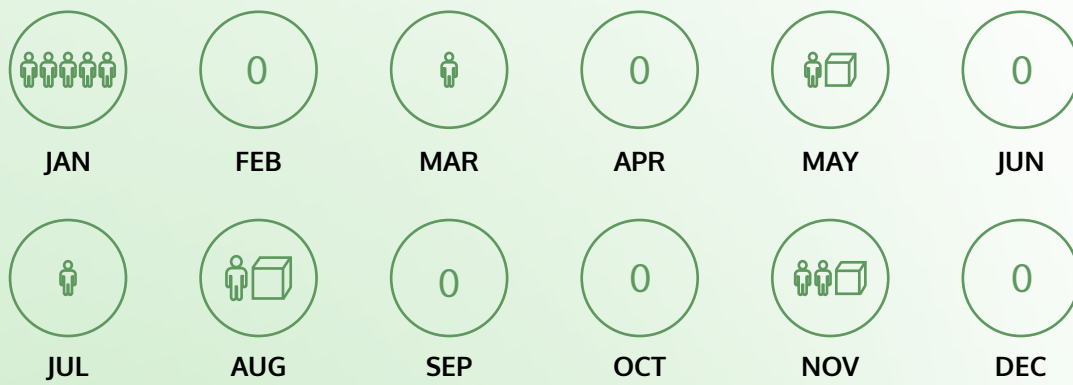 0 0 0
JAN FEB MAR APR MAY JUN
0 0 0
JUL AUG SEP OCT NOV DEC